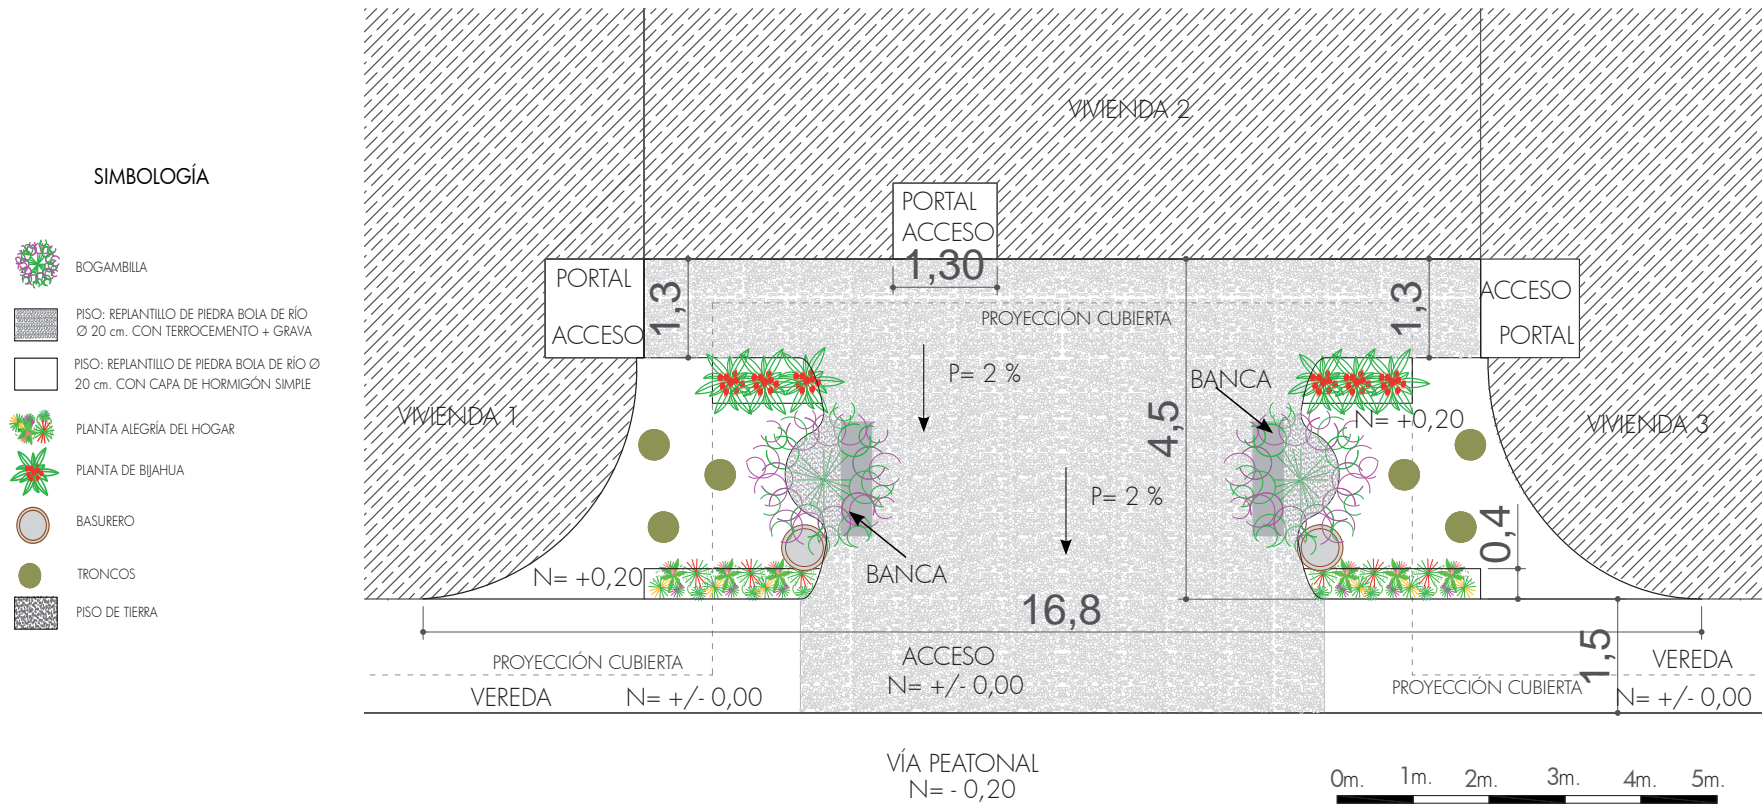 SIMBOLOGÍA
BOGAMBILLA
PISO: REPLANTILLO DE PIEDRA BOLA DE RÍO
Ø 20 cm. CON TERROCEMENTO + GRAVA
PISO: REPLANTILLO DE PIEDRA BOLA DE RÍO Ø
20 cm. CON CAPA DE HORMIGÓN SIMPLE
PLANTA ALEGRÍA DEL HOGAR
PLANTA DE BIJAHUA
BASURERO
TRONCOS
PISO DE TIERRA
VIVIENDA 2
PORTAL
ACCESO
1,30
PORTAL
ACCESO
1,3
1,3
ACCESO
PORTAL
PROYECCIÓN CUBIERTA
P= 2 %
BANCA
VIVIENDA 1
4,5
N= +0,20
VIVIENDA 3
P= 2 %
0,4
N= +0,20
BANCA
16,8
1,5
PROYECCIÓN CUBIERTA
ACCESO
N= +/- 0,00
VEREDA
VEREDA
N= +/- 0,00
PROYECCIÓN CUBIERTA
N= +/- 0,00
VÍA PEATONAL
N= - 0,20
0m.
1m.
2m.
3m.
4m.
5m.